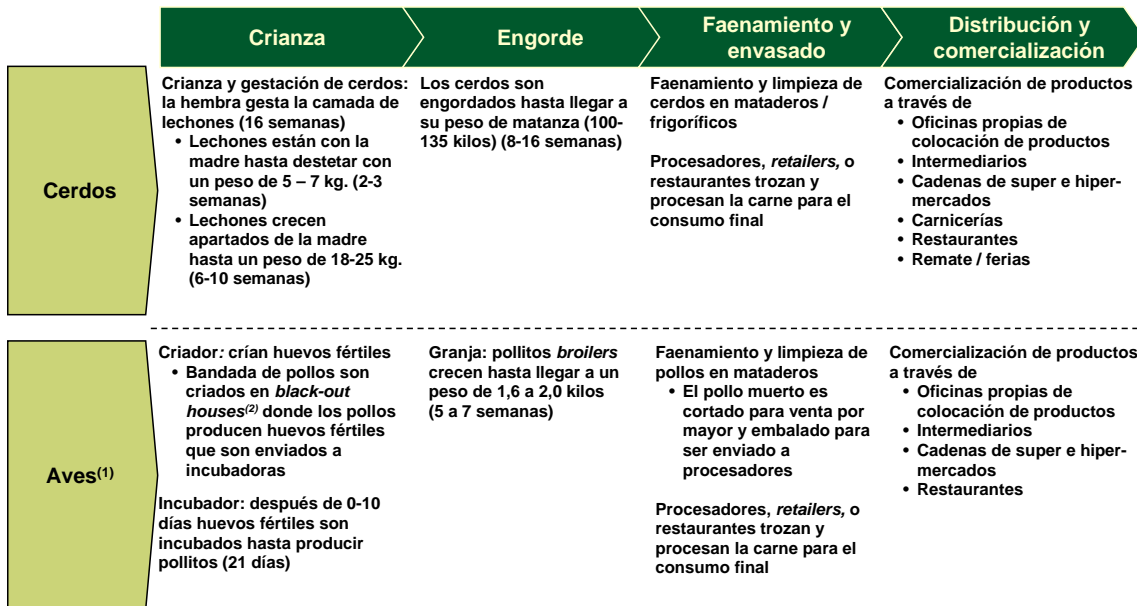 Crianza
Engorde
Faenamiento y
envasado
Distribución y
comercialización
Cerdos
Crianza y gestación de cerdos:
la hembra gesta la camada de
lechones (16 semanas)
• Lechones están con la
madre hasta destetar con
un peso de 5 – 7 kg. (2-3
semanas)
• Lechones crecen
apartados de la madre
hasta un peso de 18-25 kg.
(6-10 semanas)
Los cerdos son
engordados hasta llegar a
su peso de matanza (100-
135 kilos) (8-16 semanas)
Faenamiento y limpieza de
cerdos en mataderos /
frigoríficos
Procesadores, retailers, o
restaurantes trozan y
procesan la carne para el
consumo final
Comercialización de productos
a través de
• Oficinas propias de
colocación de productos
• Intermediarios
• Cadenas de super e hiper-
mercados
• Carnicerías
• Restaurantes
• Remate / ferias
Aves(1)
Criador: crían huevos fértiles
• Bandada de pollos son
criados en black-out
houses(2) donde los pollos
producen huevos fértiles
que son enviados a
incubadoras
Incubador: después de 0-10
días huevos fértiles son
incubados hasta producir
pollitos (21 días)
Granja: pollitos broilers
crecen hasta llegar a un
peso de 1,6 a 2,0 kilos
(5 a 7 semanas)
Faenamiento y limpieza de
pollos en mataderos
• El pollo muerto es
cortado para venta por
mayor y embalado para
ser enviado a
procesadores
Procesadores, retailers, o
restaurantes trozan y
procesan la carne para el
consumo final
Comercialización de productos
a través de
• Oficinas propias de
colocación de productos
• Intermediarios
• Cadenas de super e hiper-
mercados
• Restaurantes